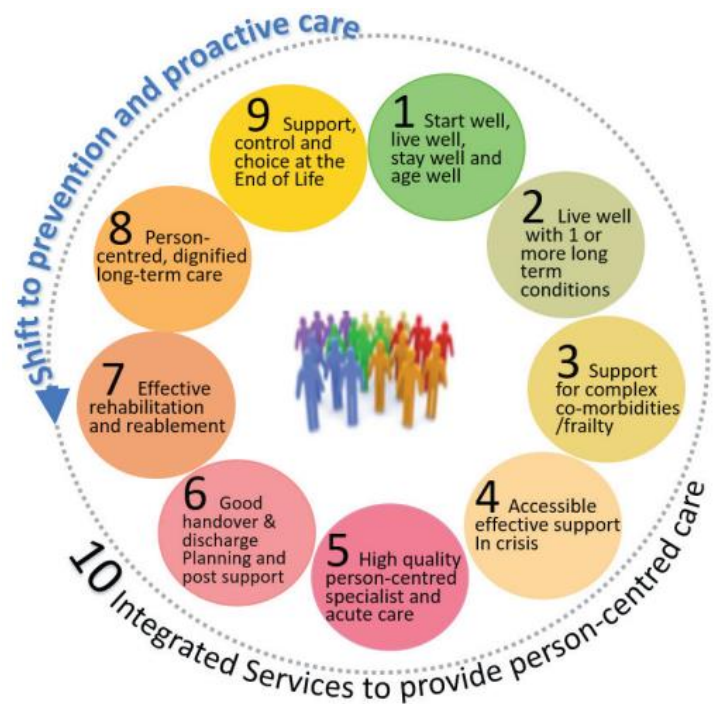 Shift to prevention and proactive care
1 Start well,
live well,
stay well and
age well
2 Live well
with 1 or
more long
term
conditions
3 Support
for complex
co-morbidities
/frailty
4 Accessible
effective support
In crisis
5 High quality
person-centred
specialist and
acute care
6 Good
handover &
discharge
Planning and
post support
7 Effective
rehabilitation
and reablement
8 Person-
centred, dignified
long-term care
9 Support,
control and
choice at the
End of Life
10 Integrated Services to provide person-centred care